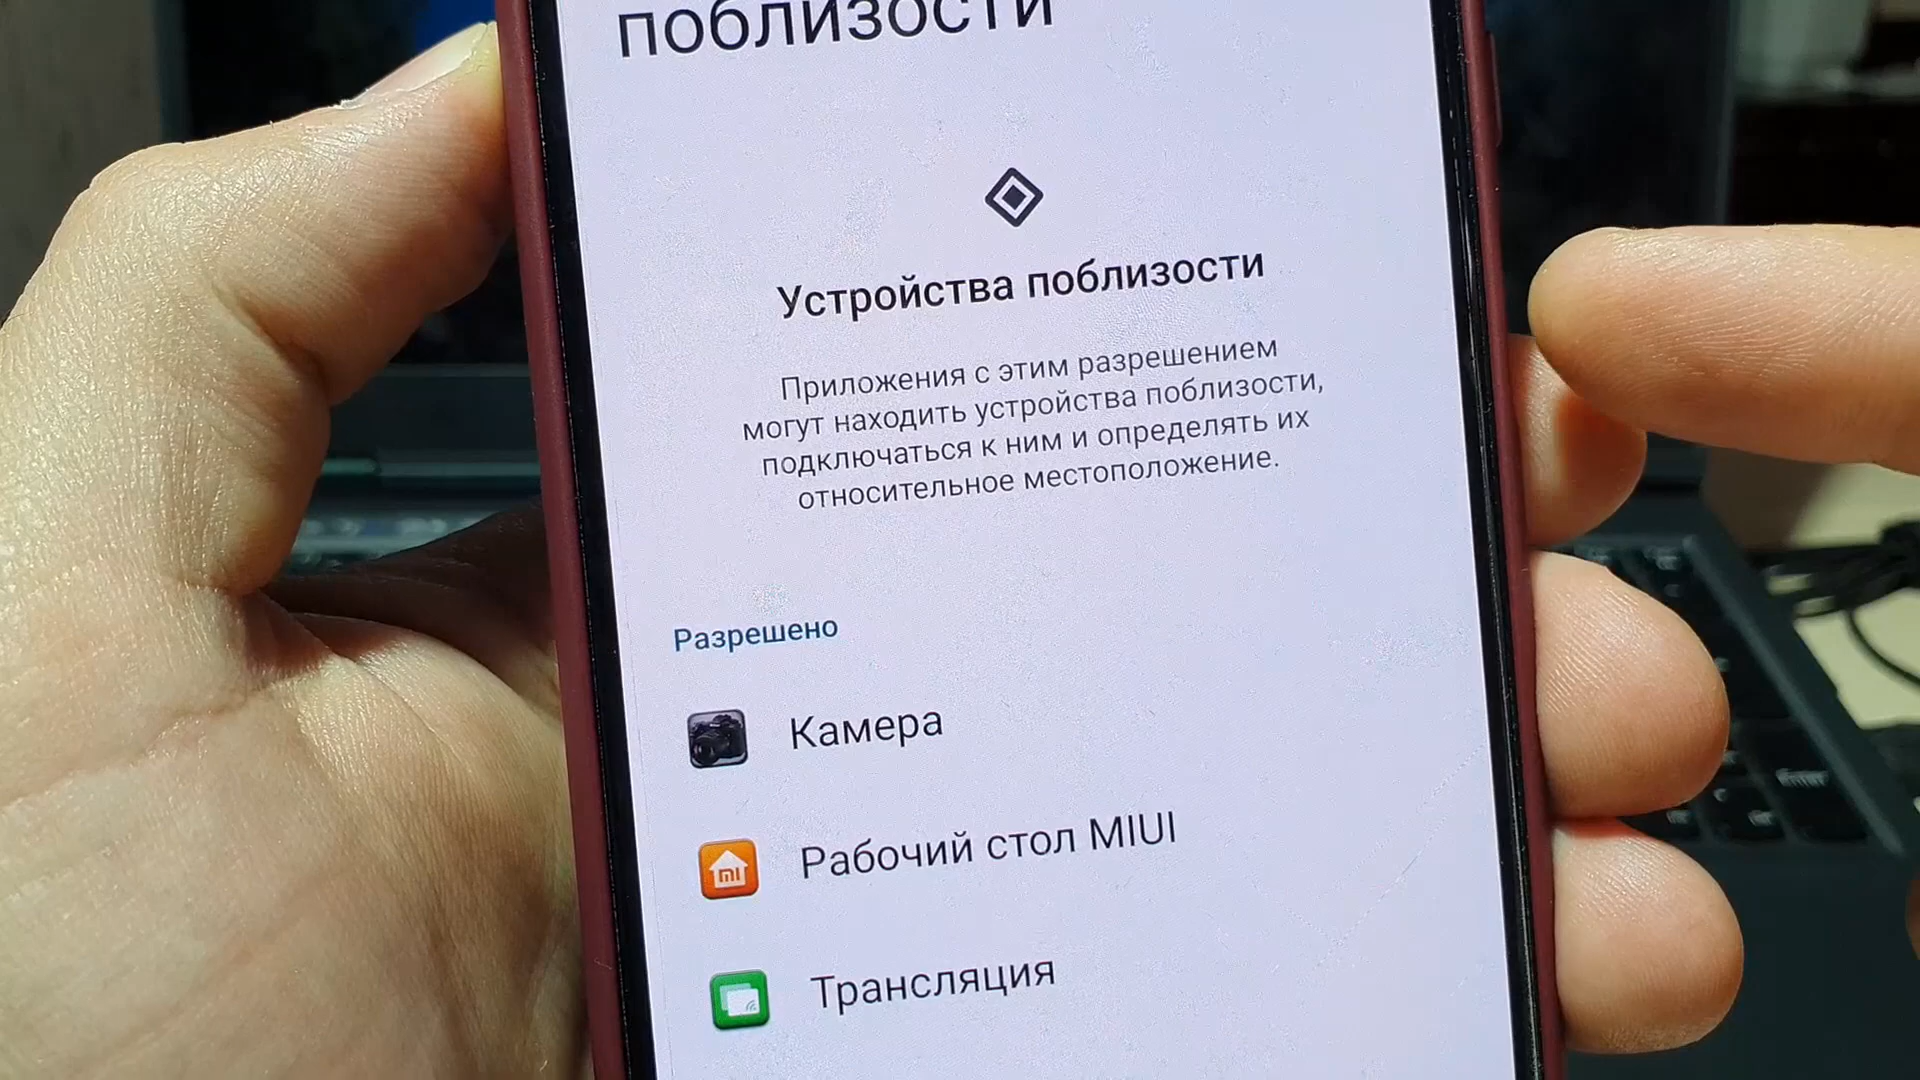 поблизости
Устройства поблизости
Приложения с этим разрешением
могут находить устройства поблизости,
подключаться к ним и определять их
относительное местоположение.
Разрешено
Камера
Рабочий стол MIUI
Трансляция